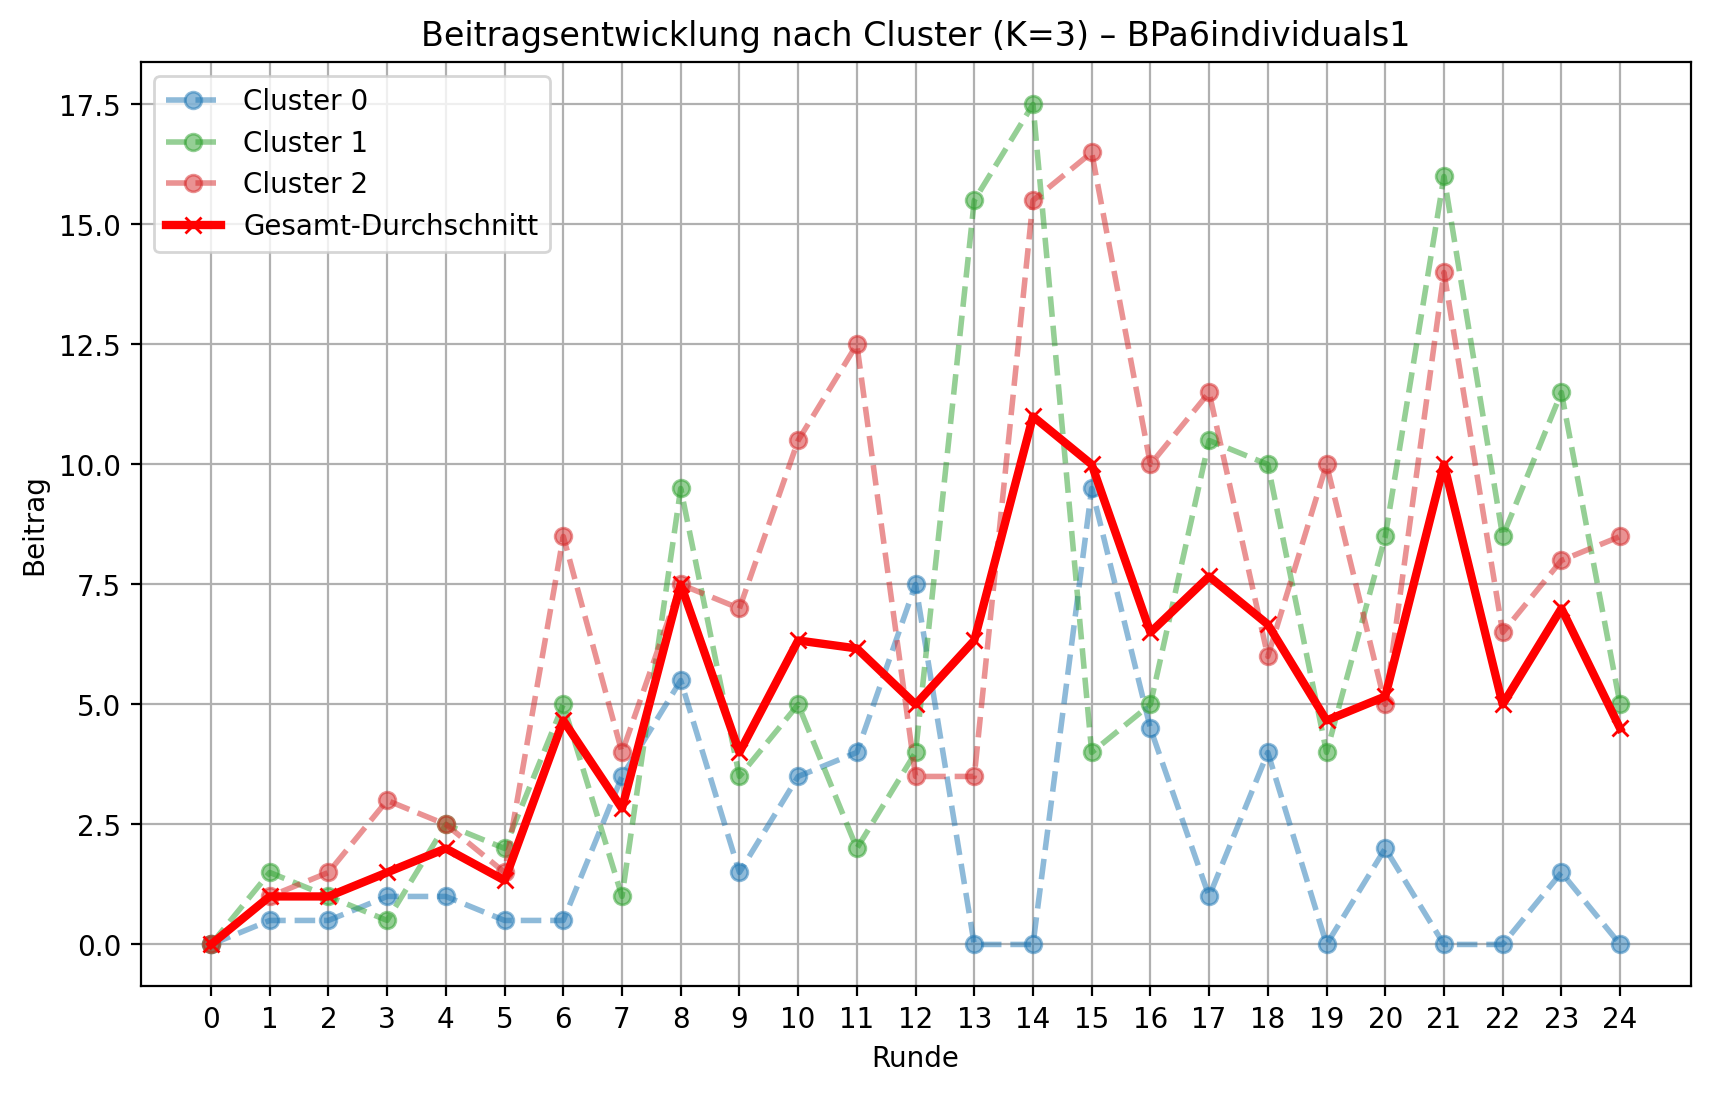 Beitragsentwicklung nach Cluster (K=3) – BPa6individuals1
Cluster 0
Cluster 1
Cluster 2
Gesamt-Durchschnitt
17.5
15.0
12.5
10.0
7.5
5.0
2.5
0.0
Beitrag
0 1 2 3 4 5 6 7 8 9 10 11 12 13 14 15 16 17 18 19 20 21 22 23 24
Runde